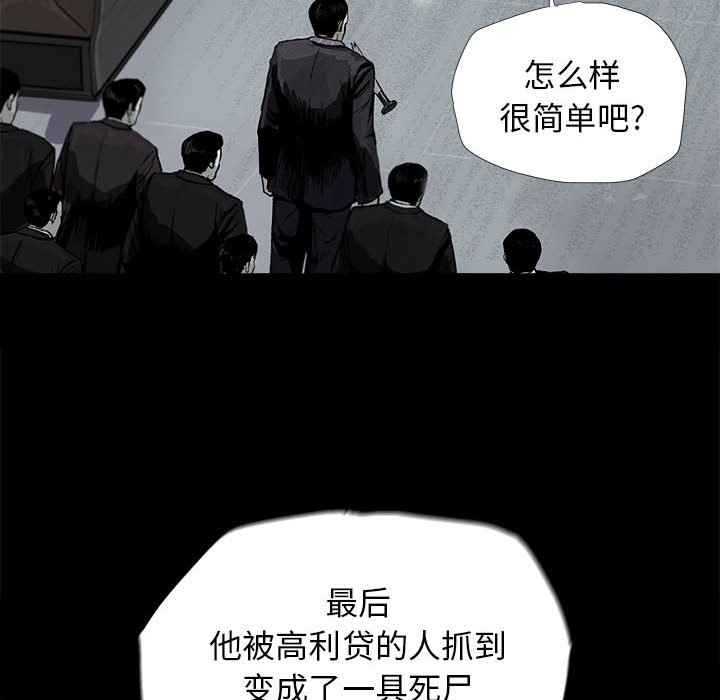 怎么样
很简单吧?
最后
他被高利贷的人抓到
变成了一具死尸